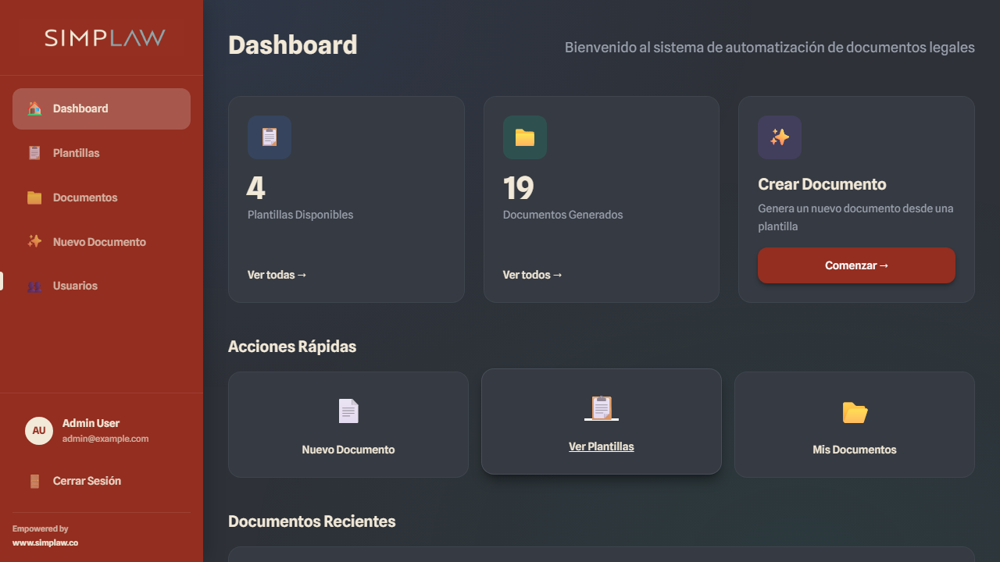 SIMPLAW
Dashboard
Plantillas
Documentos
Nuevo Documento
Usuarios
AU
Admin User
admin@example.com
Cerrar Sesión
Empowered by
www.simplaw.co
Dashboard
Bienvenido al sistema de automatización de documentos legales
4
Plantillas Disponibles
Ver todas →
19
Documentos Generados
Ver todos →
Crear Documento
Genera un nuevo documento desde una
plantilla
Comenzar →
Acciones Rápidas
Nuevo Documento
Ver Plantillas
Mis Documentos
Documentos Recientes